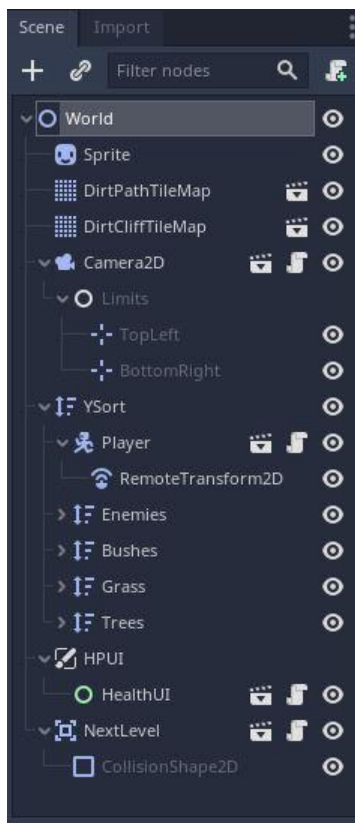 Scene Import
Filter nodes
World
Sprite
DirtPathTileMap
DirtCliffTileMap
Camera2D
Limits
TopLeft
BottomRight
YSort
Player
RemoteTransform2D
Enemies
Bushes
Grass
Trees
HPUI
HealthUI
NextLevel
CollisionShape2D